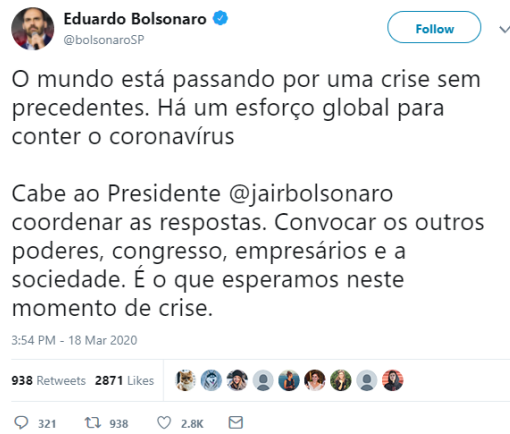 Eduardo Bolsonaro
@bolsonaroSP
Follow
O mundo está passando por uma crise sem
precedentes. Há um esforço global para
conter o coronavírus
Cabe ao Presidente @jairbolsonaro
coordenar as respostas. Convocar os outros
poderes, congresso, empresários e a
sociedade. É o que esperamos neste
momento de crise.
3:54 PM - 18 Mar 2020
938 Retweets 2871 Likes
321 938 2.8K